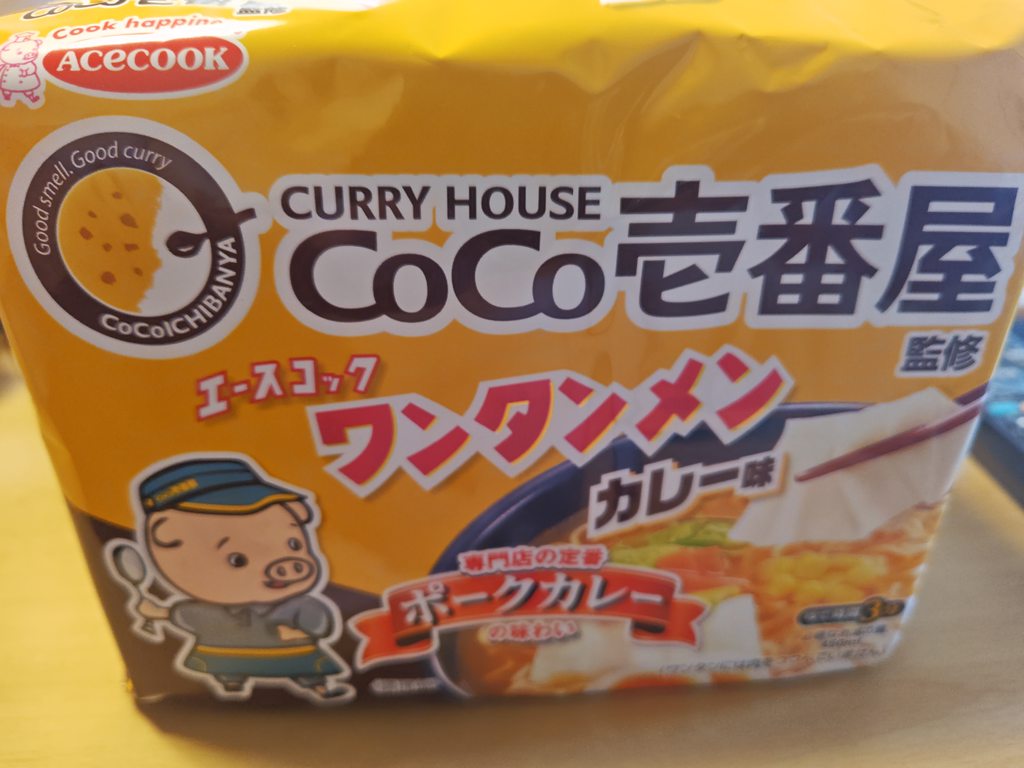 Cook happiness
ACECOOK
Good smell. Good curry
CoCoICHIBANYA
CURRY HOUSE
CoCo壱番屋
監修
エースコック
ワンタンメン
カレー味
専門店の定番
ポークカレー
の味わい
3分